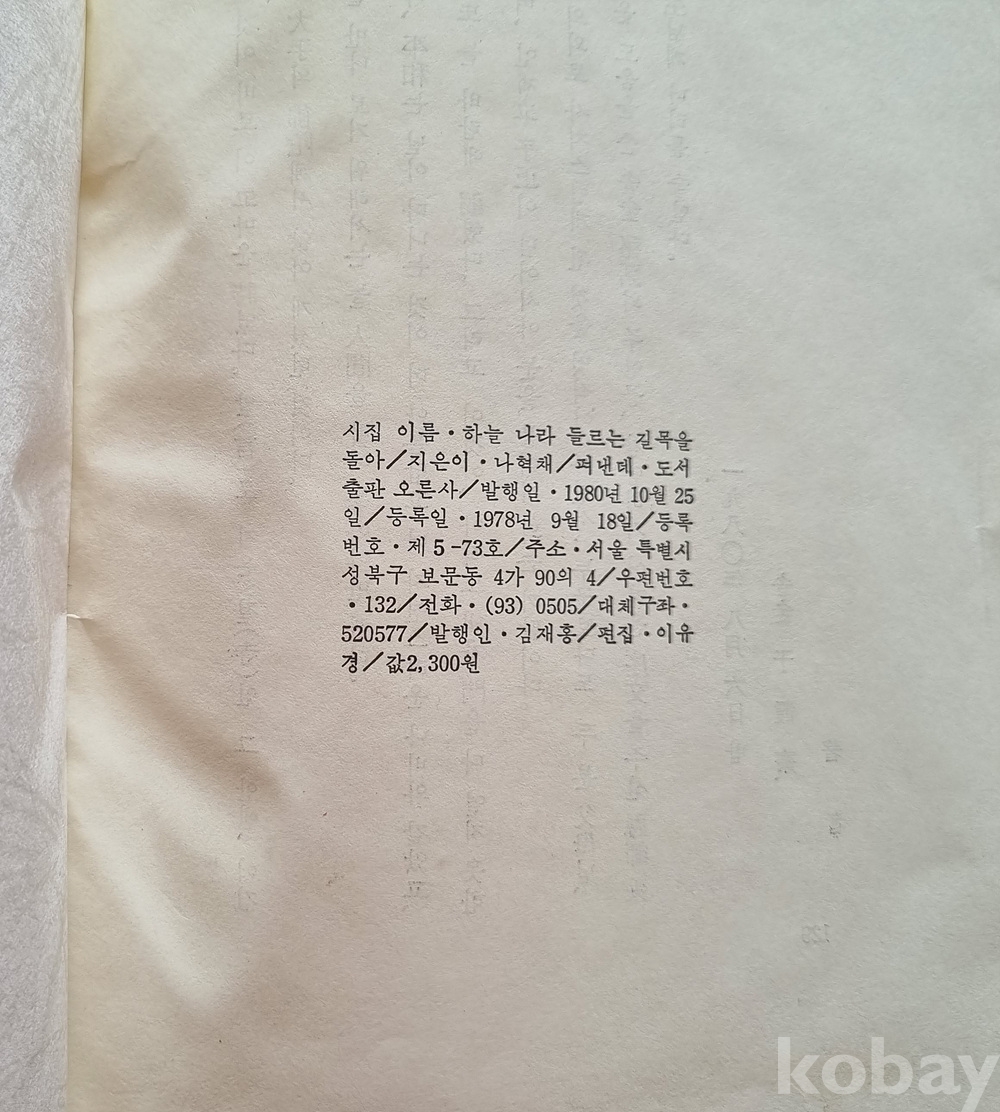 시집 이름·하늘 나라 들르는 길목을
돌아/지은이·나혁채/펴낸데·도서
출판 오른사/발행일·1980년 10월 25
일/등록일·1978년 9월 18일/등록
번호·제 5-73호/주소·서울 특별시
성북구 보문동 4가 90의 4/우편번호
·132/전화·(93) 0505/대체구좌·
520577/발행인·김재홍/편집·이유
경/값2,300원
kobay